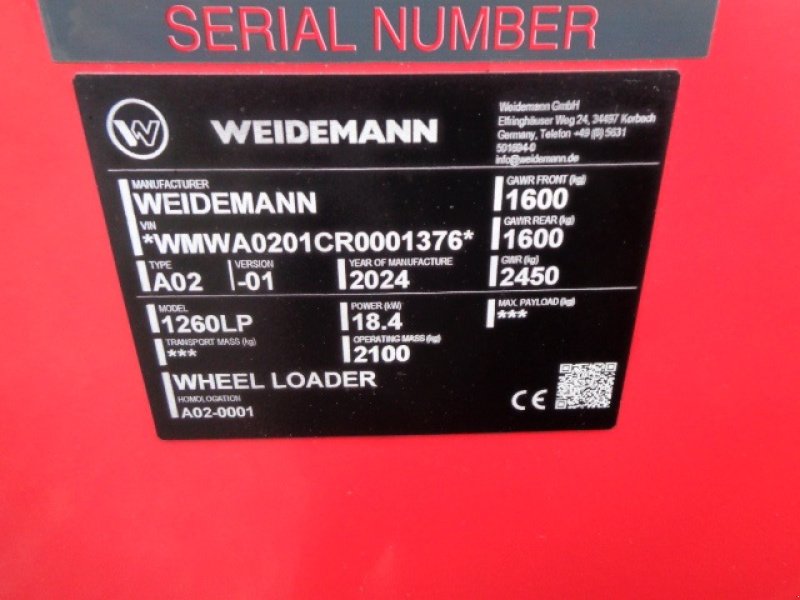 SERIAL NUMBER
WEIDEMANN
Weidemann GmbH
Elfringhäuser Weg 24, 34497 Korbach
Germany, Telefon +49 (0) 5631
501694-0
info@weidemann.de
MANUFACTURER
WEIDEMANN
VIN
*WMWA0201CR0001376*
GAWR FRONT (kg)
1600
GAWR REAR (kg)
1600
TYPE VERSION YEAR OF MANUFACTURE GWR (kg)
A02 -01 2024 2450
MODEL POWER (kW) MAX. PAYLOAD (kg)
1260LP 18.4 ***
TRANSPORT MASS (kg) OPERATING MASS (kg)
*** 2100
WHEEL LOADER
HOMOLOGATION
A02-0001
CE